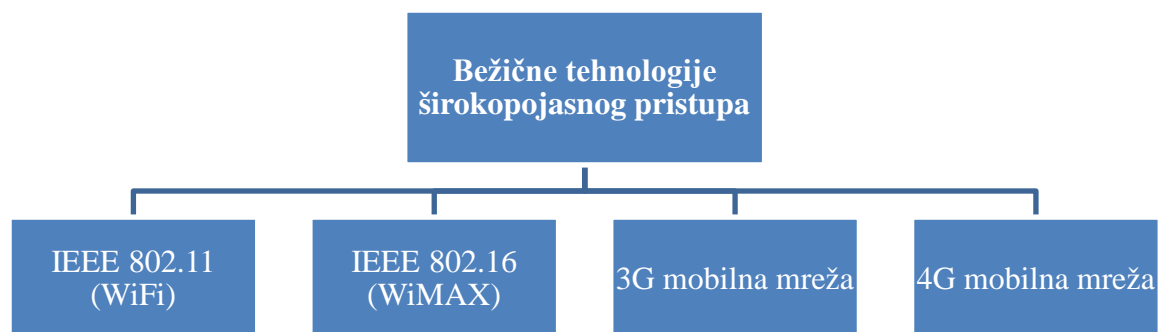 Bežične tehnologije
širokopojasnog pristupa
IEEE 802.11
(WiFi)
IEEE 802.16
(WiMAX)
3G mobilna mreža
4G mobilna mreža